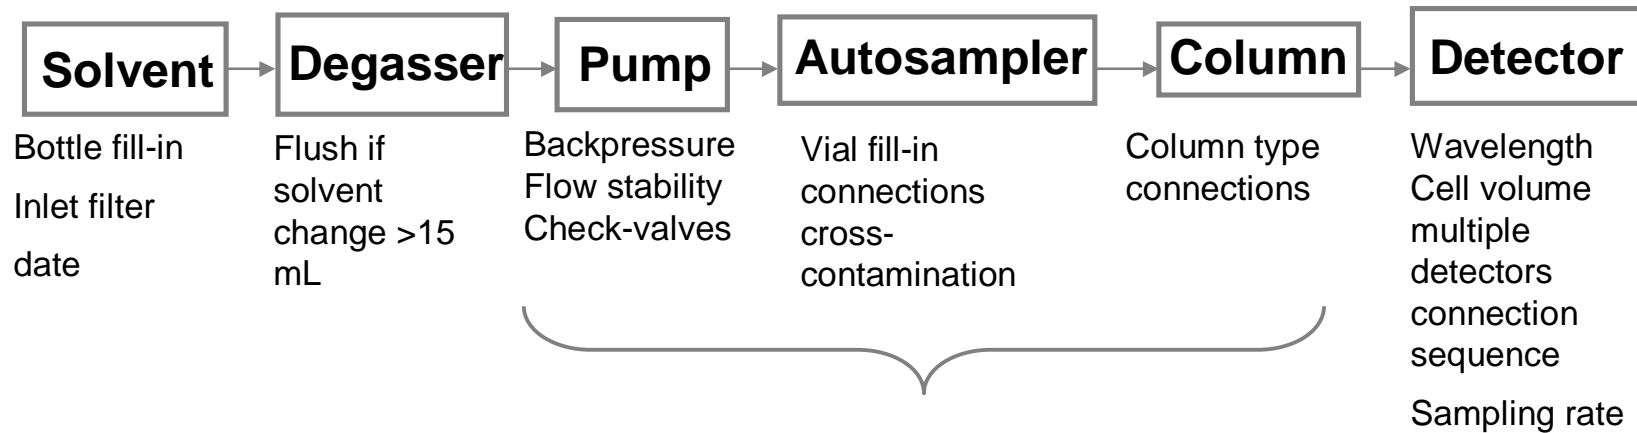 Solvent
Degasser
Pump
Autosampler
Column
Detector
Bottle fill-in
Inlet filter
date
Flush if
solvent
change >15
mL
Backpressure
Flow stability
Check-valves
Vial fill-in
connections
cross-
contamination
Column type
connections
Wavelength
Cell volume
multiple
detectors
connection
sequence
Sampling rate